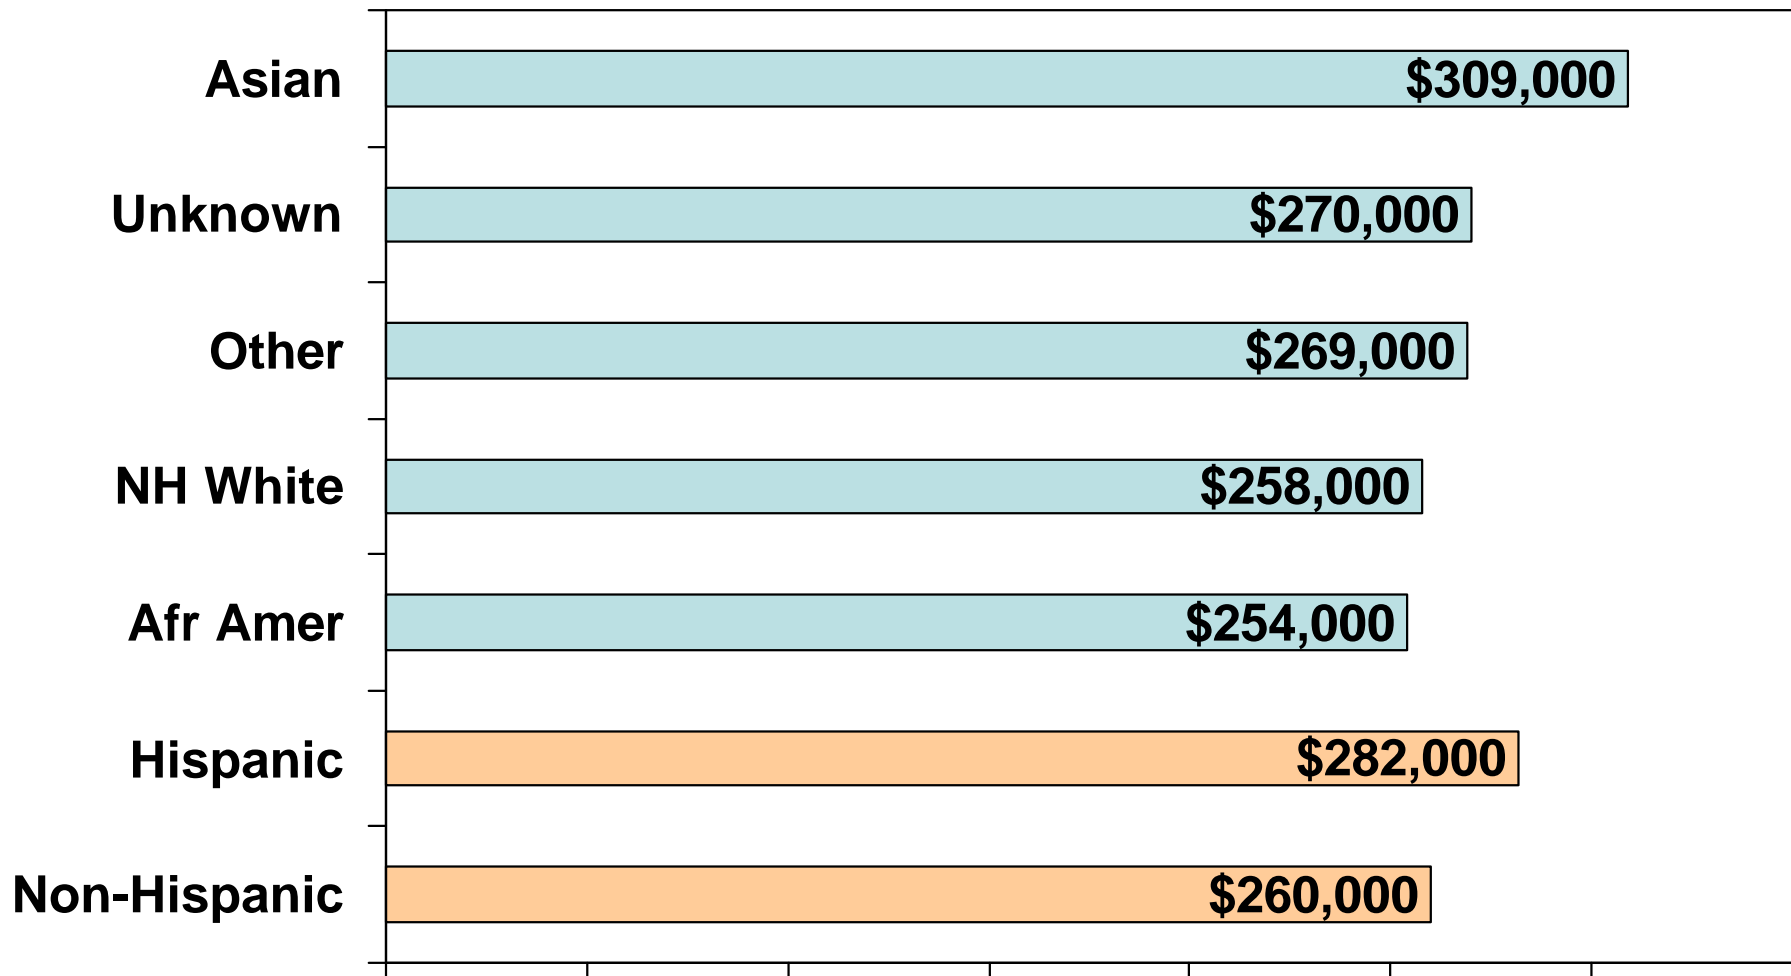 Asian $309,000
Unknown $270,000
Other $269,000
NH White $258,000
Afr Amer $254,000
Hispanic $282,000
Non-Hispanic $260,000